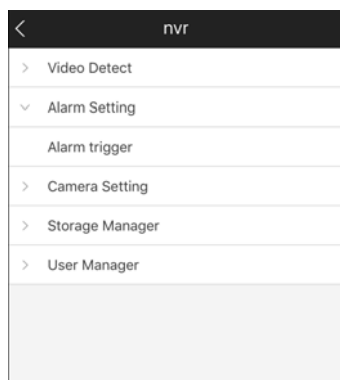 nvr
Video Detect
Alarm Setting
Alarm trigger
Camera Setting
Storage Manager
User Manager